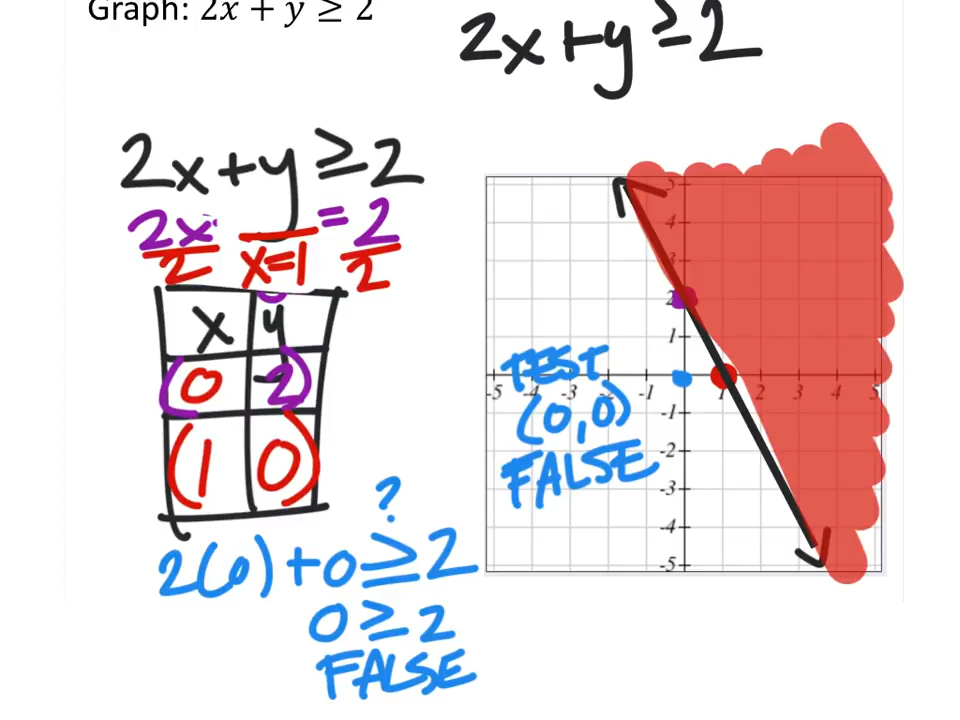 Graph: 2x + y ≥ 2
2x+y≥2
2x+y≥2
2x = 2
2 x=1 2
x y
(0 2)
(1 0)
?
2(0)+0≥2
0≥2
FALSE
5
4
3
2
1
-5 -4 -3 -2 -1 1 2 3 4 5
-1
-2
-3
-4
-5
TEST
(0,0)
FALSE